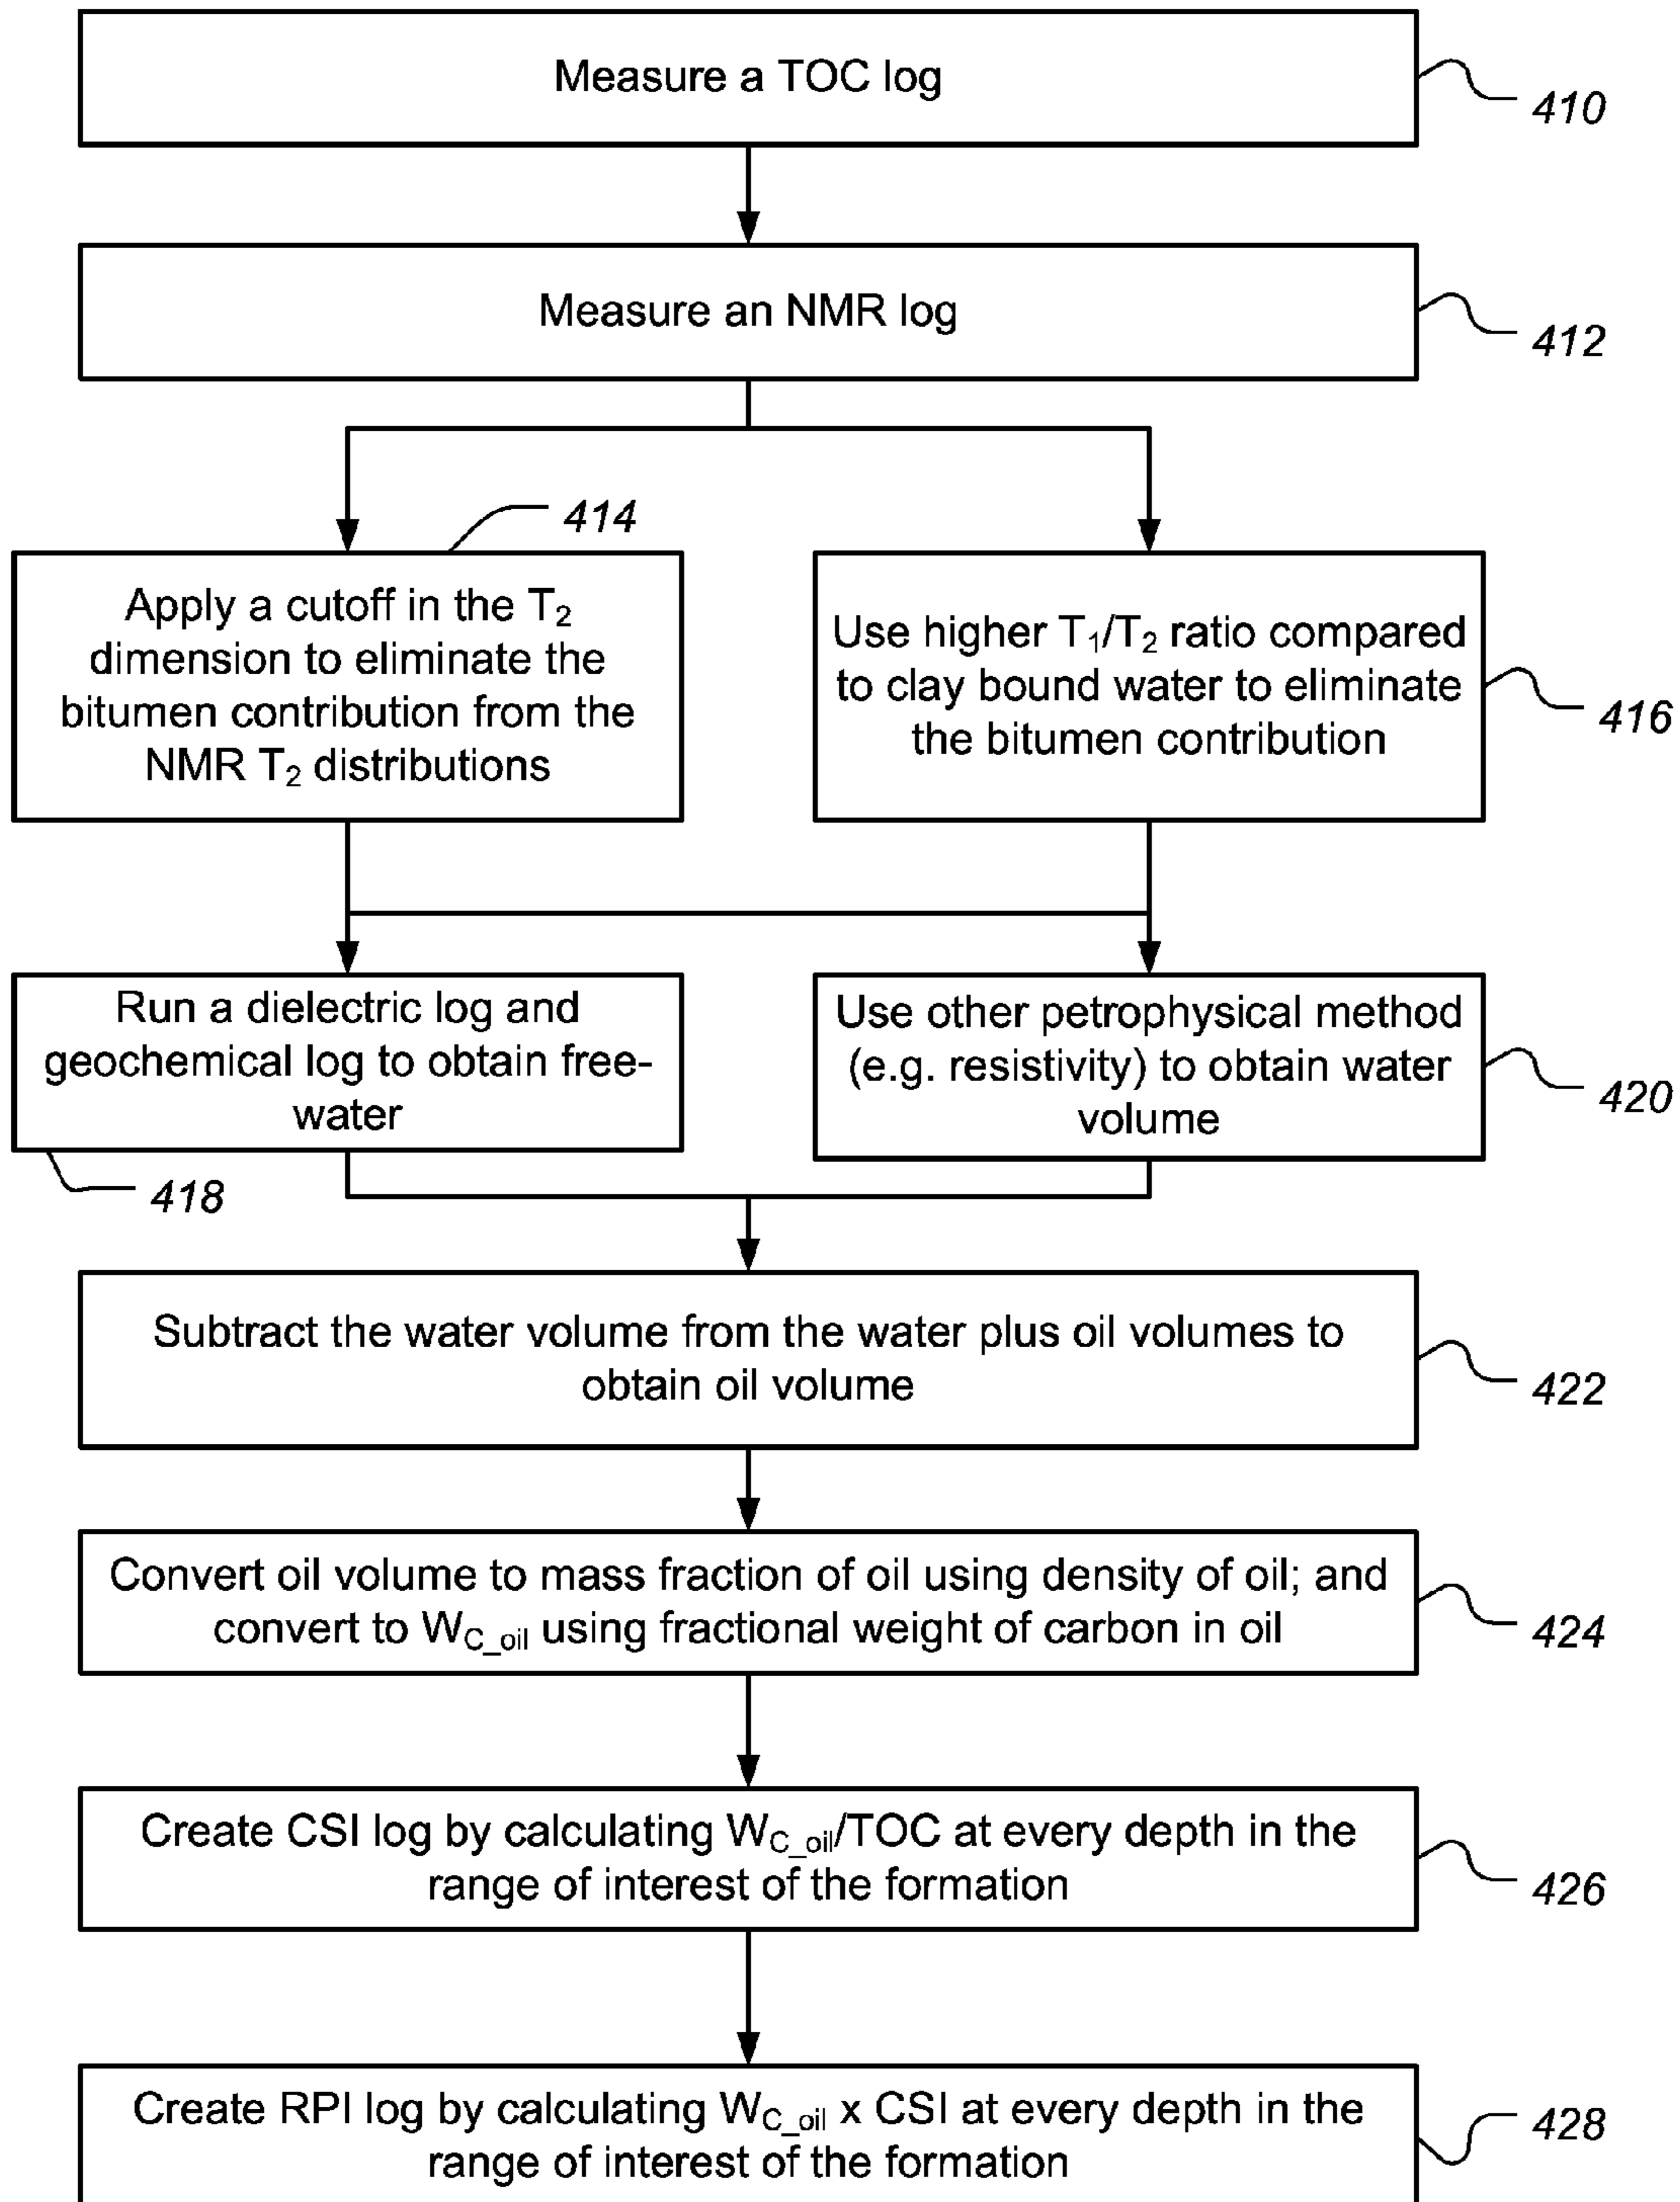 Measure a TOC log
410
Measure an NMR log
412
414
Apply a cutoff in the T₂
dimension to eliminate the
bitumen contribution from the
NMR T₂ distributions
Use higher T₁/T₂ ratio compared
to clay bound water to eliminate
the bitumen contribution
416
Run a dielectric log and
geochemical log to obtain free-
water
418
Use other petrophysical method
(e.g. resistivity) to obtain water
volume
420
Subtract the water volume from the water plus oil volumes to
obtain oil volume
422
Convert oil volume to mass fraction of oil using density of oil; and
convert to W_C_oil using fractional weight of carbon in oil
424
Create CSI log by calculating W_C_oil/TOC at every depth in the
range of interest of the formation
426
Create RPI log by calculating W_C_oil x CSI at every depth in the
range of interest of the formation
428